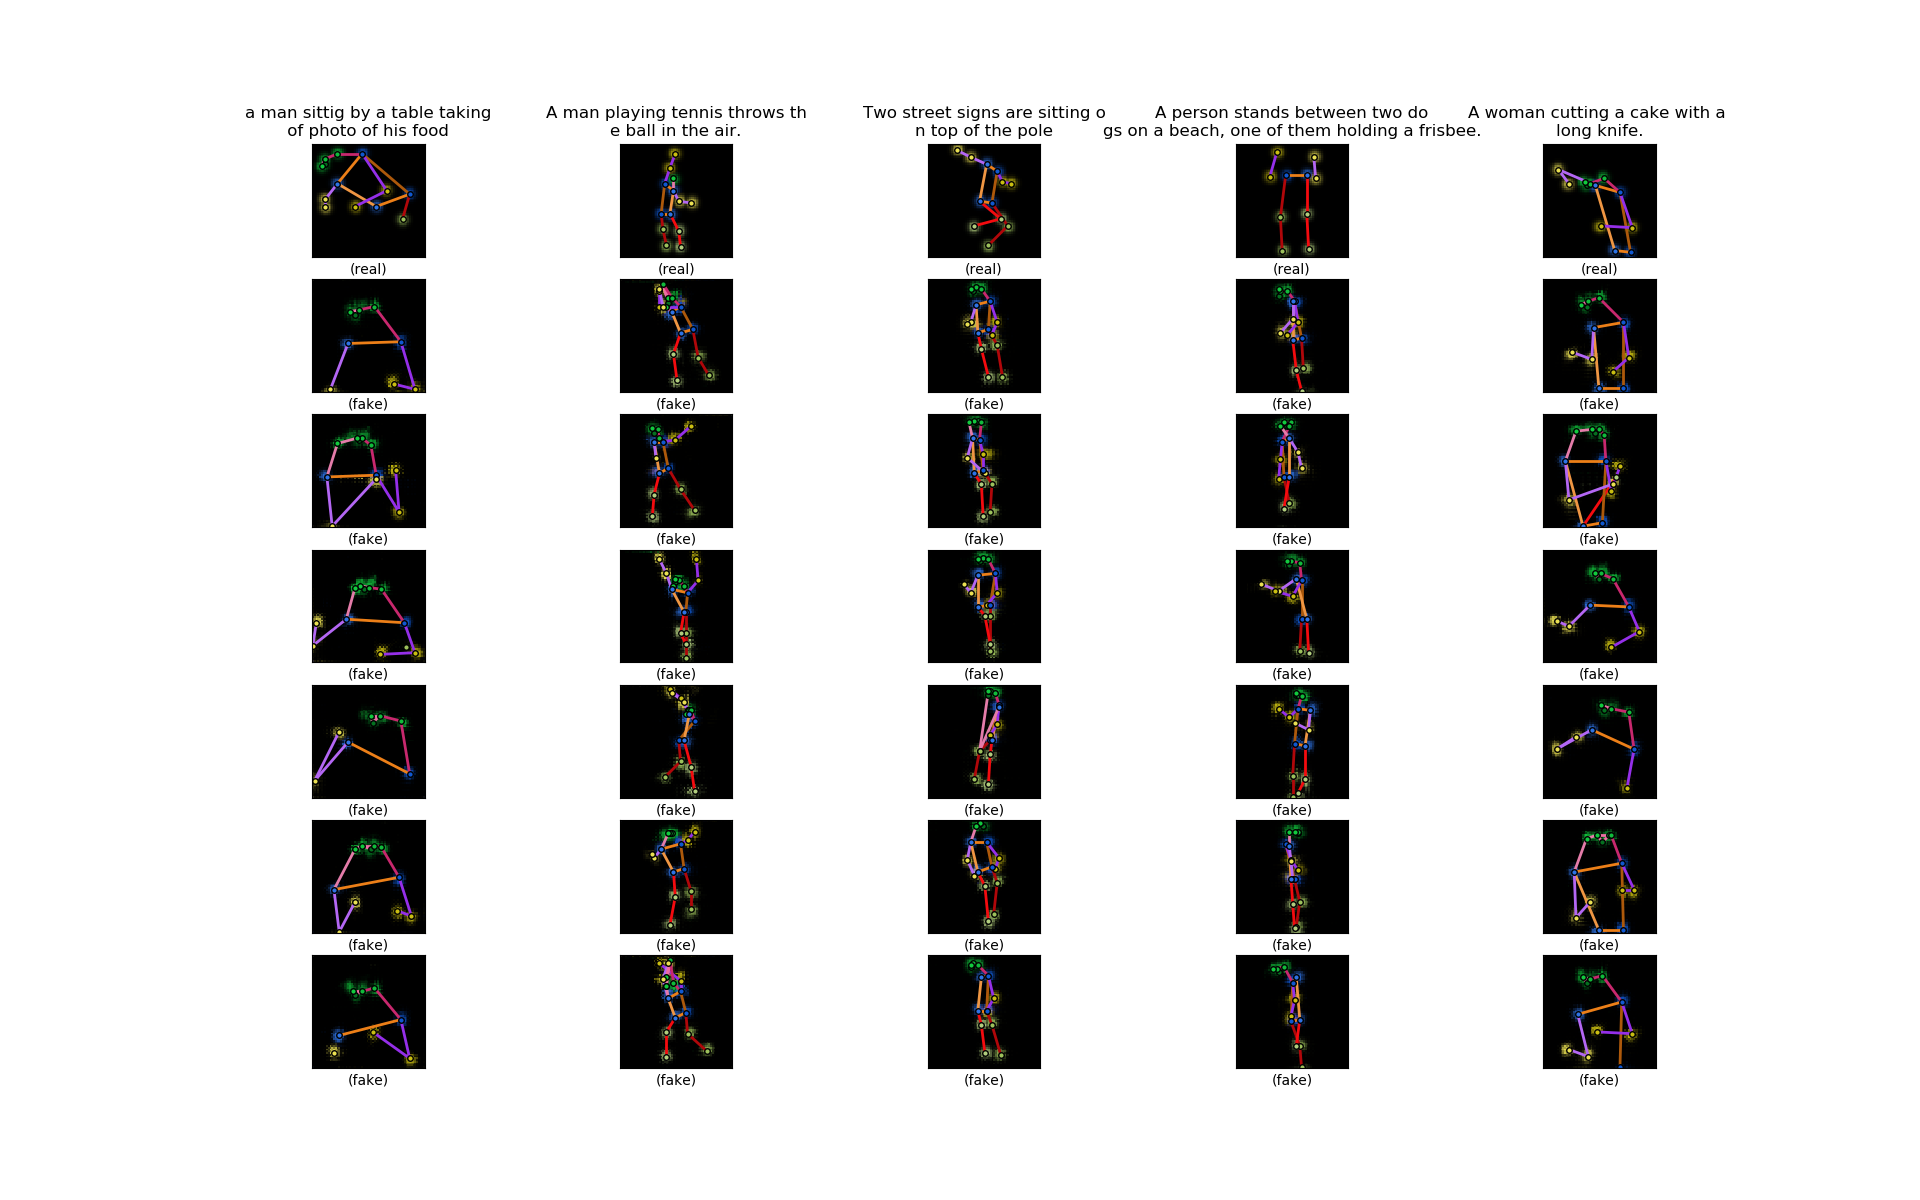 a man sittig by a table taking
of photo of his food
A man playing tennis throws th
e ball in the air.
Two street signs are sitting o
n top of the pole
A person stands between two do
gs on a beach, one of them holding a frisbee.
A woman cutting a cake with a
long knife.
(real) (real) (real) (real) (real)
(fake) (fake) (fake) (fake) (fake)
(fake) (fake) (fake) (fake) (fake)
(fake) (fake) (fake) (fake) (fake)
(fake) (fake) (fake) (fake) (fake)
(fake) (fake) (fake) (fake) (fake)
(fake) (fake) (fake) (fake) (fake)